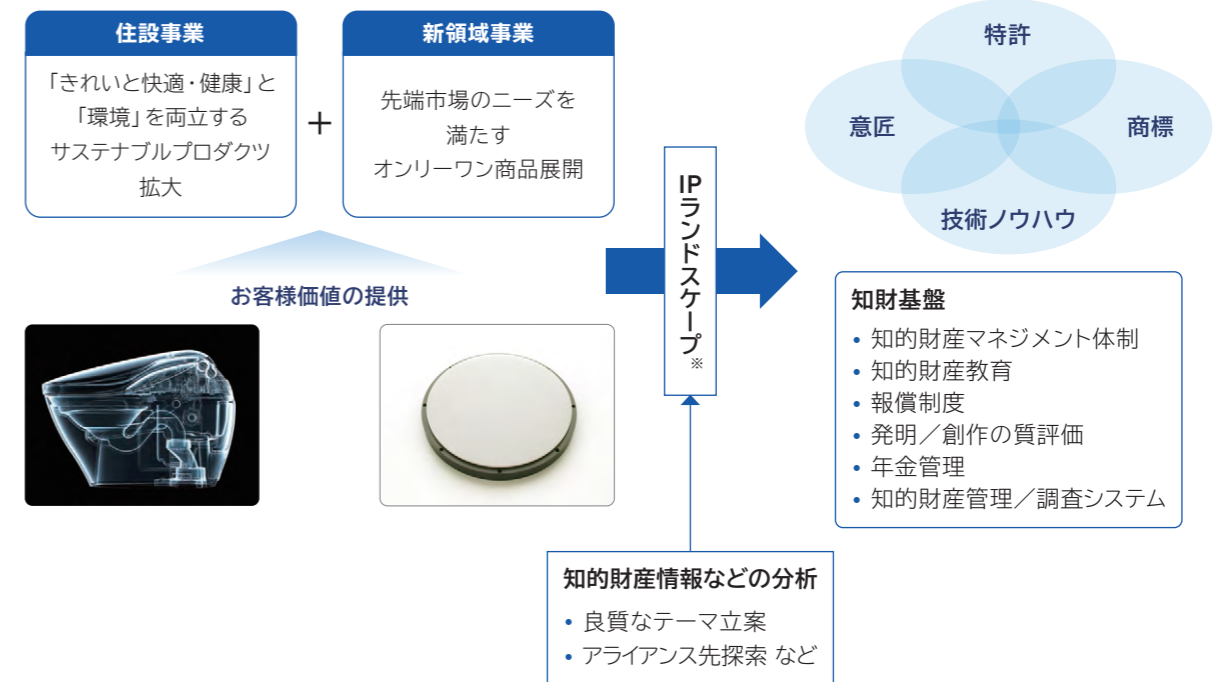 住設事業
「きれいと快適・健康」と
「環境」を両立する
サステナブルプロダクツ
拡大
+
新領域事業
先端市場のニーズを
満たす
オンリーワン商品展開
お客様価値の提供
IPランドスケープ※
特許
意匠
商標
技術ノウハウ
知財基盤
• 知的財産マネジメント体制
• 知的財産教育
• 報償制度
• 発明／創作の質評価
• 年金管理
• 知的財産管理／調査システム
知的財産情報などの分析
• 良質なテーマ立案
• アライアンス先探索 など